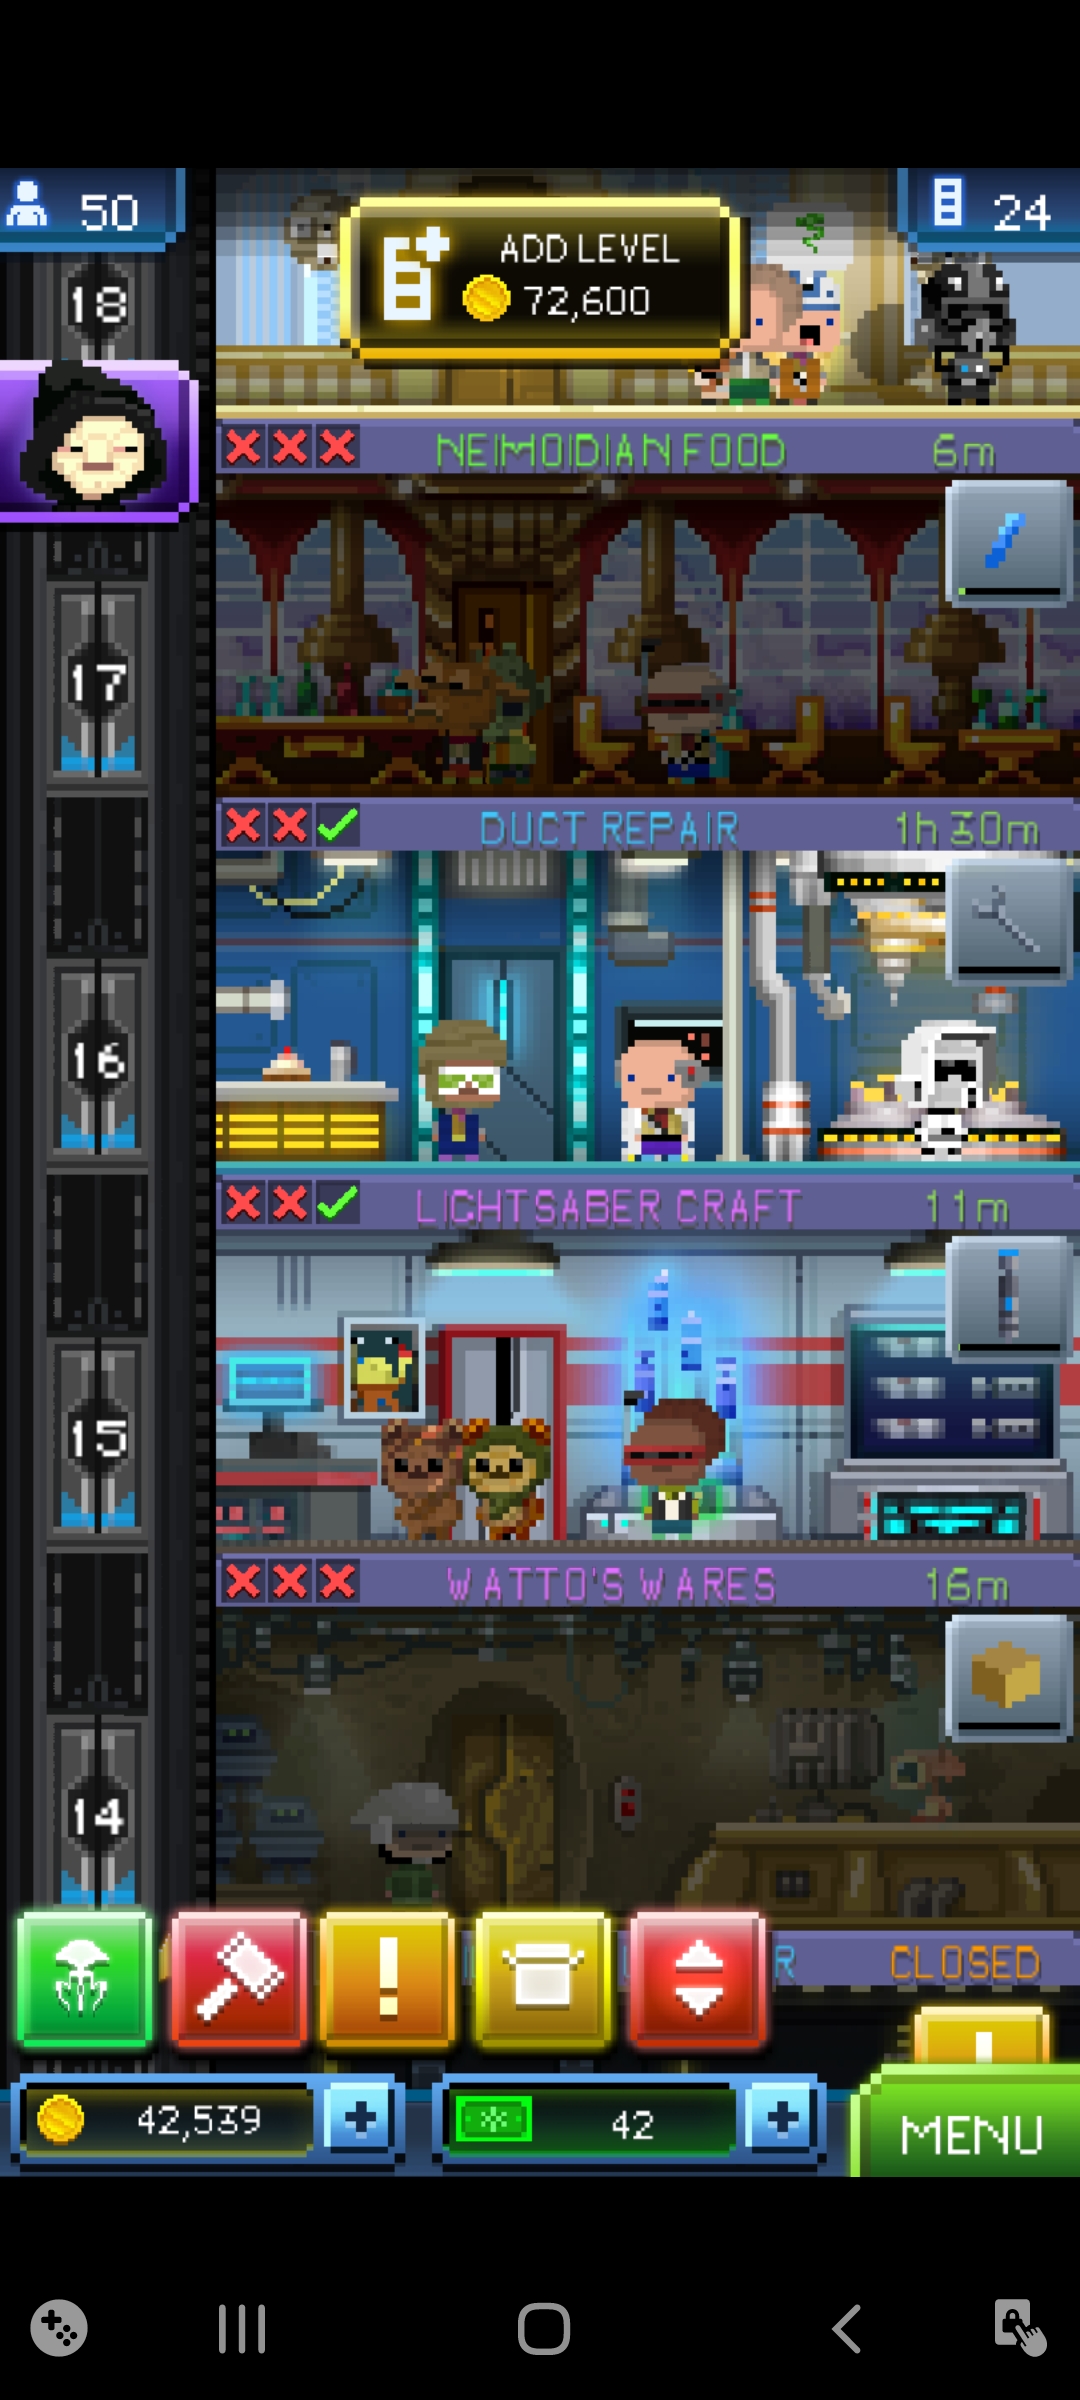 50
ADD LEVEL
72,600
24
18
NEIMOIDIAN FOOD 6m
17
DUCT REPAIR 1h 30m
16
LIGHTSABER CRAFT 11m
15
WATTO'S WARES 16m
14
R CLOSED
42,539
42
MENU